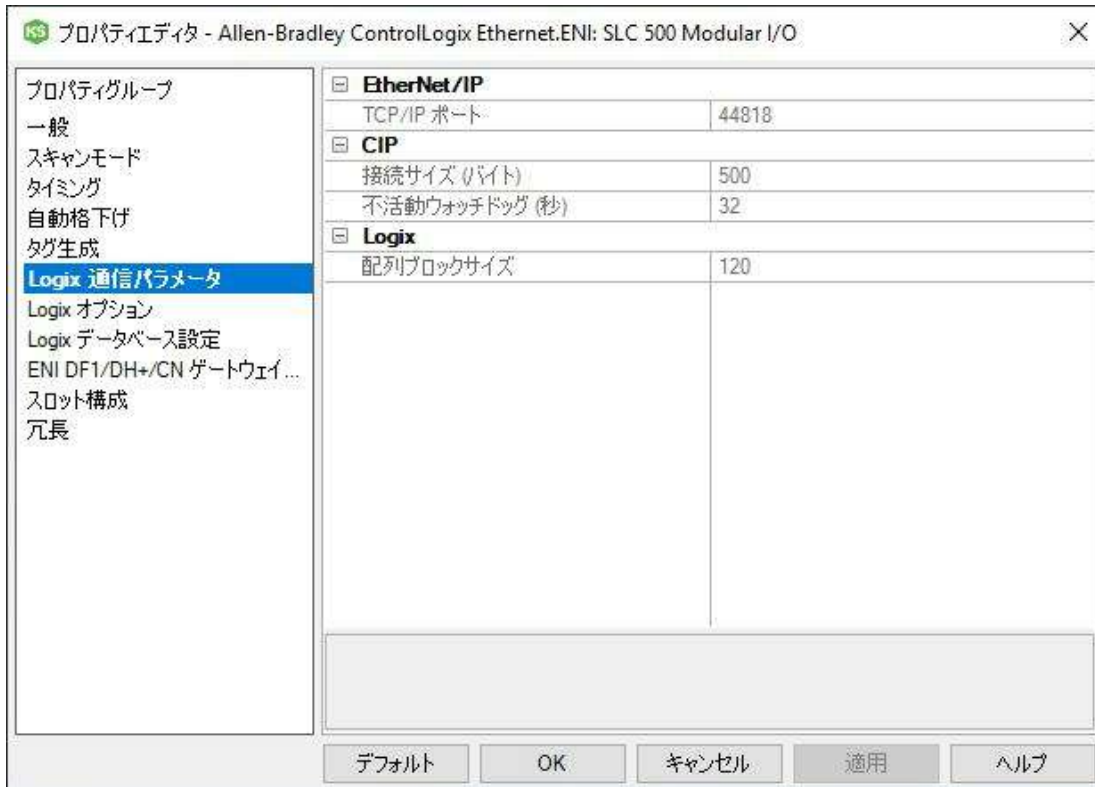 KS プロパティエディタ - Allen-Bradley ControlLogix Ethernet.ENI: SLC 500 Modular I/O
プロパティグループ
一般
スキャンモード
タイミング
自動格下げ
タグ生成
Logix 通信パラメータ
Logix オプション
Logix データベース設定
ENI DF1/DH+/CN ゲートウェイ...
スロット構成
冗長
EtherNet/IP
TCP/IP ポート 44818
CIP
接続サイズ (バイト) 500
不活動ウォッチドッグ (秒) 32
Logix
配列ブロックサイズ 120
デフォルト OK キャンセル 適用 ヘルプ